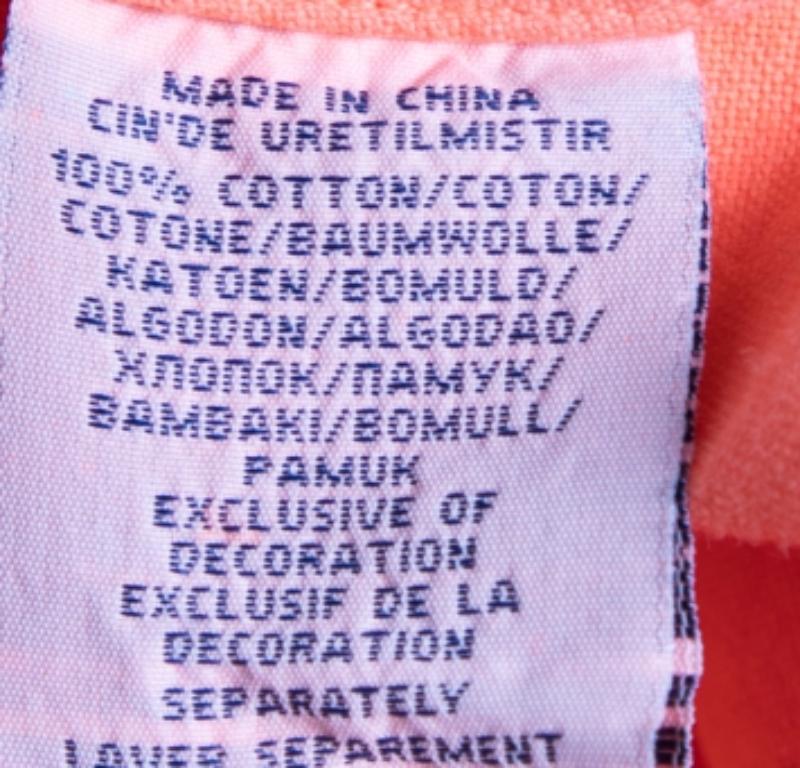 MADE IN CHINA
CIN'DE URETILMISTIR
100% COTTON/COTON/
COTONE/BAUMWOLLE/
KATOEN/BOMULD/
ALGODON/ALGODAO/
ХЛОПОК/ПАМУК/
BAMBAKI/BOMULL/
PAMUK
EXCLUSIVE OF
DECORATION
EXCLUSIF DE LA
DECORATION
SEPARATELY
LAVER SEPAREMENT